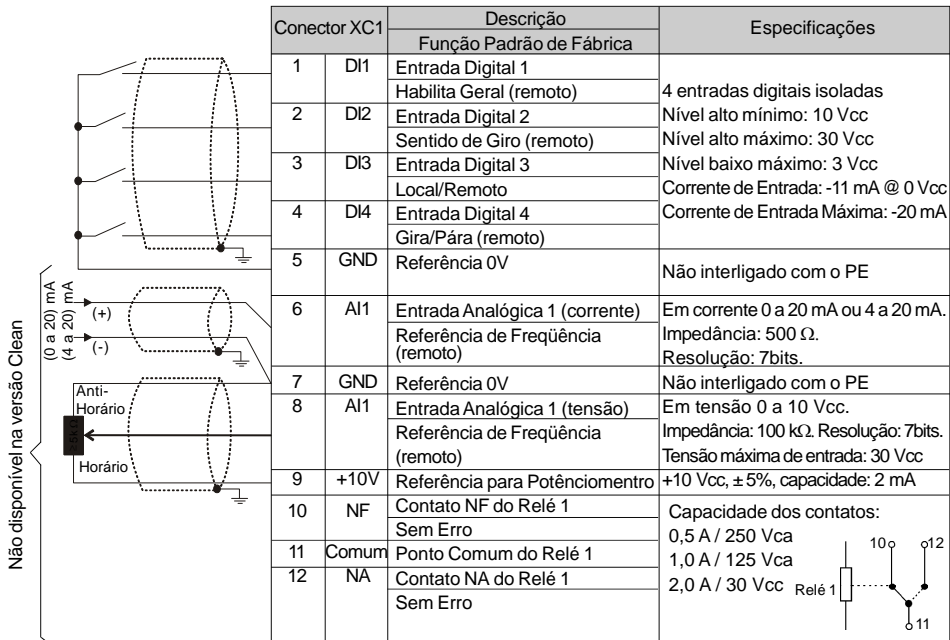 Conector XC1
Descrição
Função Padrão de Fábrica
Especificações
1 DI1 Entrada Digital 1
Habilita Geral (remoto)
2 DI2 Entrada Digital 2
Sentido de Giro (remoto)
3 DI3 Entrada Digital 3
Local/Remoto
4 DI4 Entrada Digital 4
Gira/Pára (remoto)
4 entradas digitais isoladas
Nível alto mínimo: 10 Vcc
Nível alto máximo: 30 Vcc
Nível baixo máximo: 3 Vcc
Corrente de Entrada: -11 mA @ 0 Vcc
Corrente de Entrada Máxima: -20 mA
5 GND Referência 0V
Não interligado com o PE
6 AI1 Entrada Analógica 1 (corrente)
Referência de Freqüência
(remoto)
Em corrente 0 a 20 mA ou 4 a 20 mA.
Impedância: 500 Ω.
Resolução: 7bits.
7 GND Referência 0V
Não interligado com o PE
8 AI1 Entrada Analógica 1 (tensão)
Referência de Freqüência
(remoto)
Em tensão 0 a 10 Vcc.
Impedância: 100 kΩ. Resolução: 7bits.
Tensão máxima de entrada: 30 Vcc
9 +10V Referência para Potênciomentro
+10 Vcc, ± 5%, capacidade: 2 mA
10 NF Contato NF do Relé 1
Sem Erro
11 Comum Ponto Comum do Relé 1
12 NA Contato NA do Relé 1
Sem Erro
Capacidade dos contatos:
0,5 A / 250 Vca
1,0 A / 125 Vca
2,0 A / 30 Vcc
Relé 1
10
12
11
Não disponível na versão Clean
(0 a 20) mA
(4 a 20) mA
(+)
(-)
Anti-
Horário
Horário